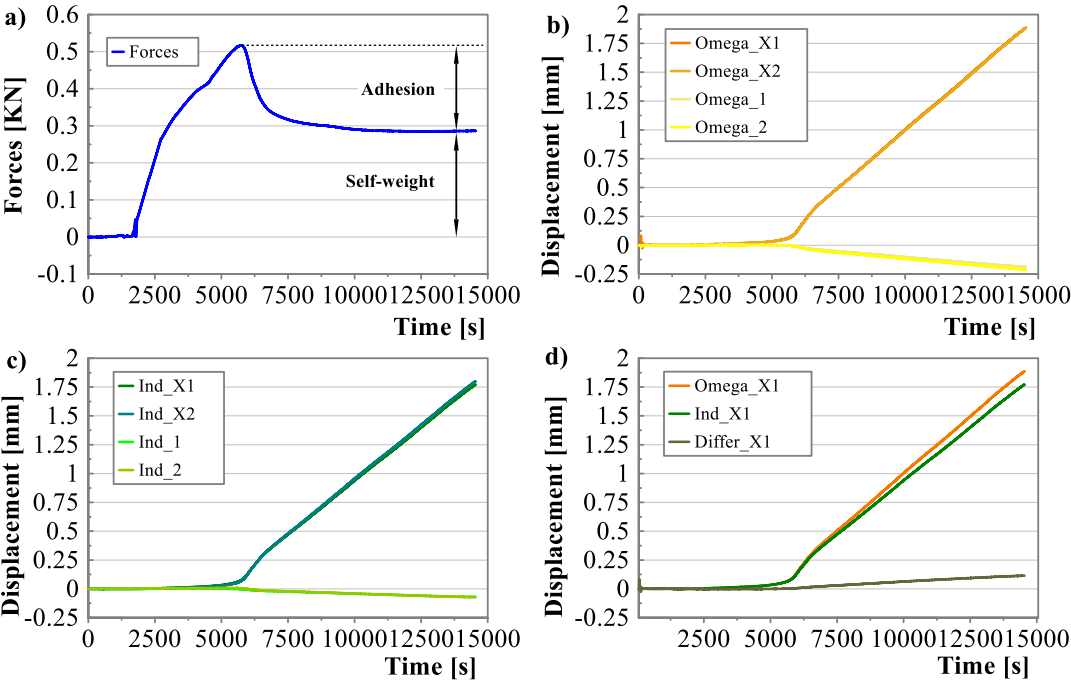 a)
0.6
0.5
0.4
0.3
0.2
0.1
0
-0.1
Forces [KN]
Forces
Adhesion
Self-weight
0 2500 5000 7500 10000 12500 15000
Time [s]
b)
2
1.75
1.5
1.25
1
0.75
0.5
0.25
0
-0.25
Displacement [mm]
Omega_X1
Omega_X2
Omega_1
Omega_2
0 2500 5000 7500 10000 12500 15000
Time [s]
c)
2
1.75
1.5
1.25
1
0.75
0.5
0.25
0
-0.25
Displacement [mm]
Ind_X1
Ind_X2
Ind_1
Ind_2
0 2500 5000 7500 10000 12500 15000
Time [s]
d)
2
1.75
1.5
1.25
1
0.75
0.5
0.25
0
-0.25
Displacement [mm]
Omega_X1
Ind_X1
Differ_X1
0 2500 5000 7500 10000 12500 15000
Time [s]